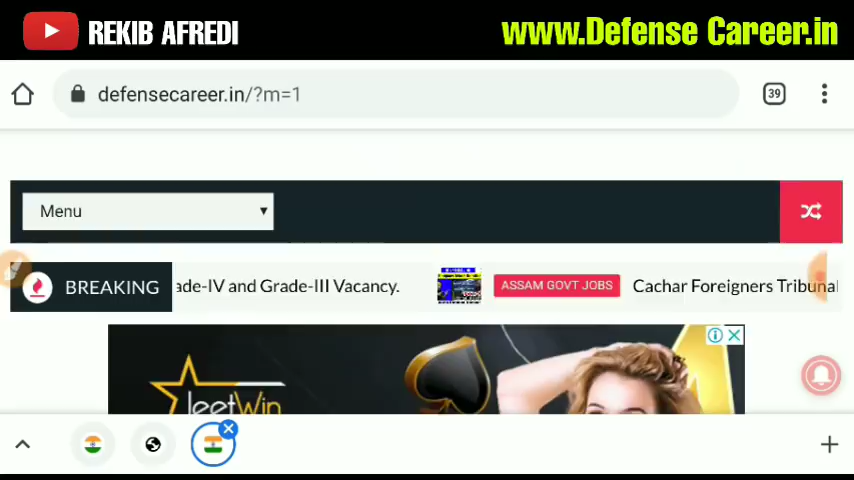 REKIB AFREDI
www.Defense Career.in
defensecareer.in/?m=1
39
Menu
BREAKING
ade-IV and Grade-III Vacancy.
ASSAM GOVT JOBS
Cachar Foreigners Tribunal
JeetWin